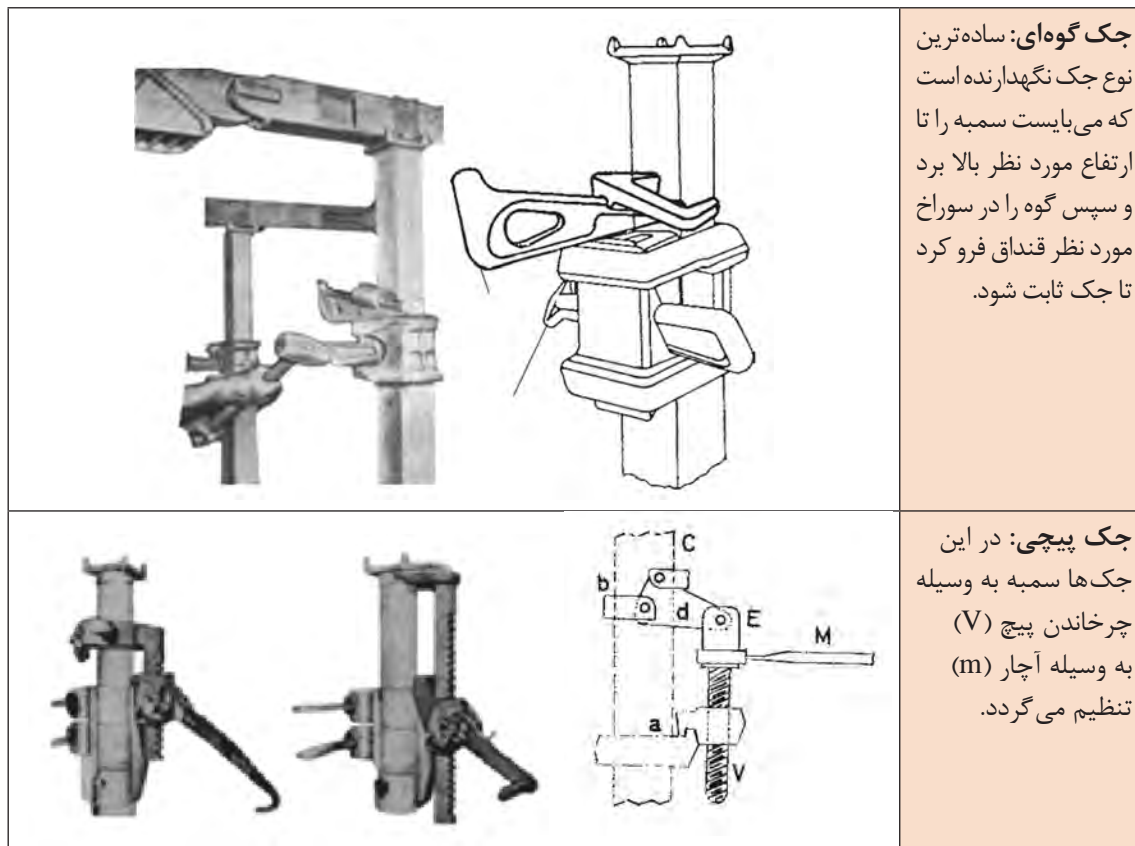 جک گوه‌ای: ساده‌ترین
نوع جک نگهدارنده است
که می‌بایست سمبه را تا
ارتفاع مورد نظر بالا برد
و سپس گوه را در سوراخ
مورد نظر قنداق فرو کرد
تا جک ثابت شود.
جک پیچی: در این
جک‌ها سمبه به وسیله
چرخاندن پیچ (V)
به وسیله آچار (m)
تنظیم می‌گردد.
C
b
d
E
M
a
V